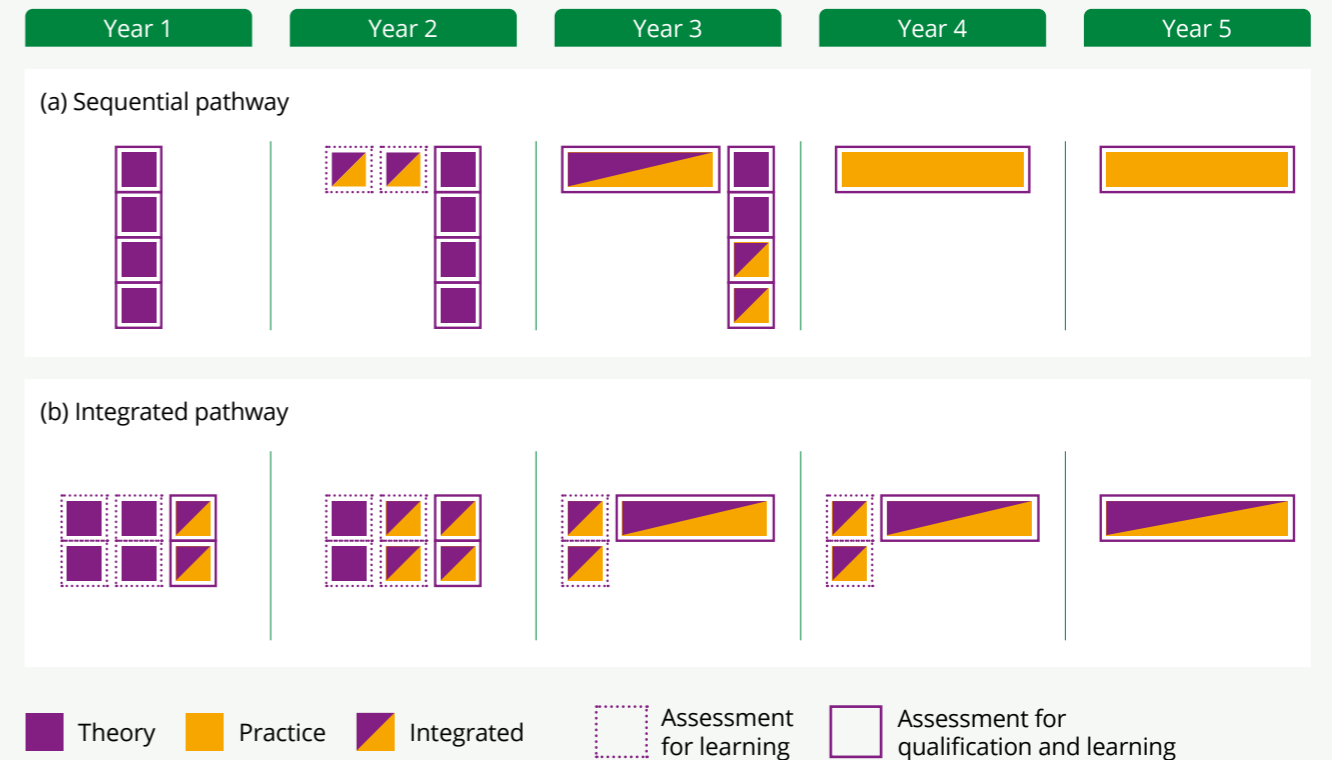 Year 1
Year 2
Year 3
Year 4
Year 5
(a) Sequential pathway
(b) Integrated pathway
Theory
Practice
Integrated
Assessment
for learning
Assessment for
qualification and learning